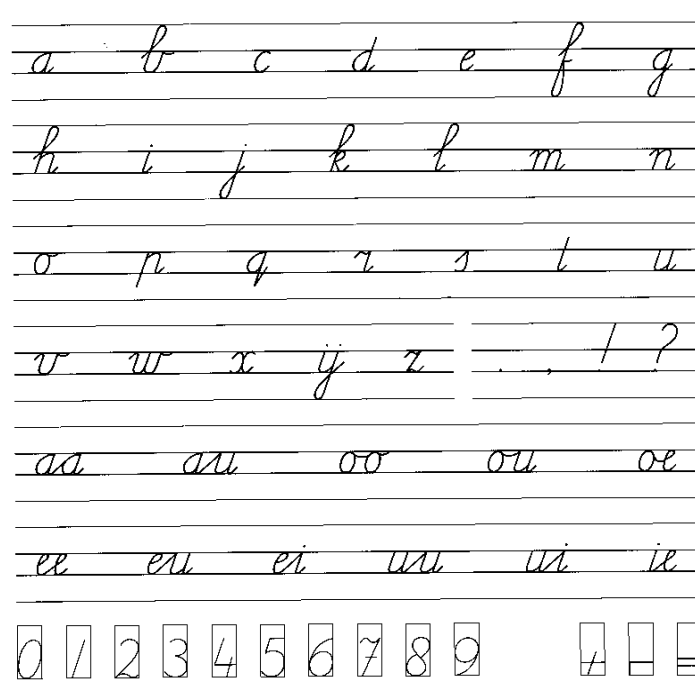 a b c d e f g
h i j k l m n
o p q r s t u
v w x ÿ z . , ! ?
aa au oo ou oe
ee eu ei uu ui ie
0 1 2 3 4 5 6 7 8 9 + - =